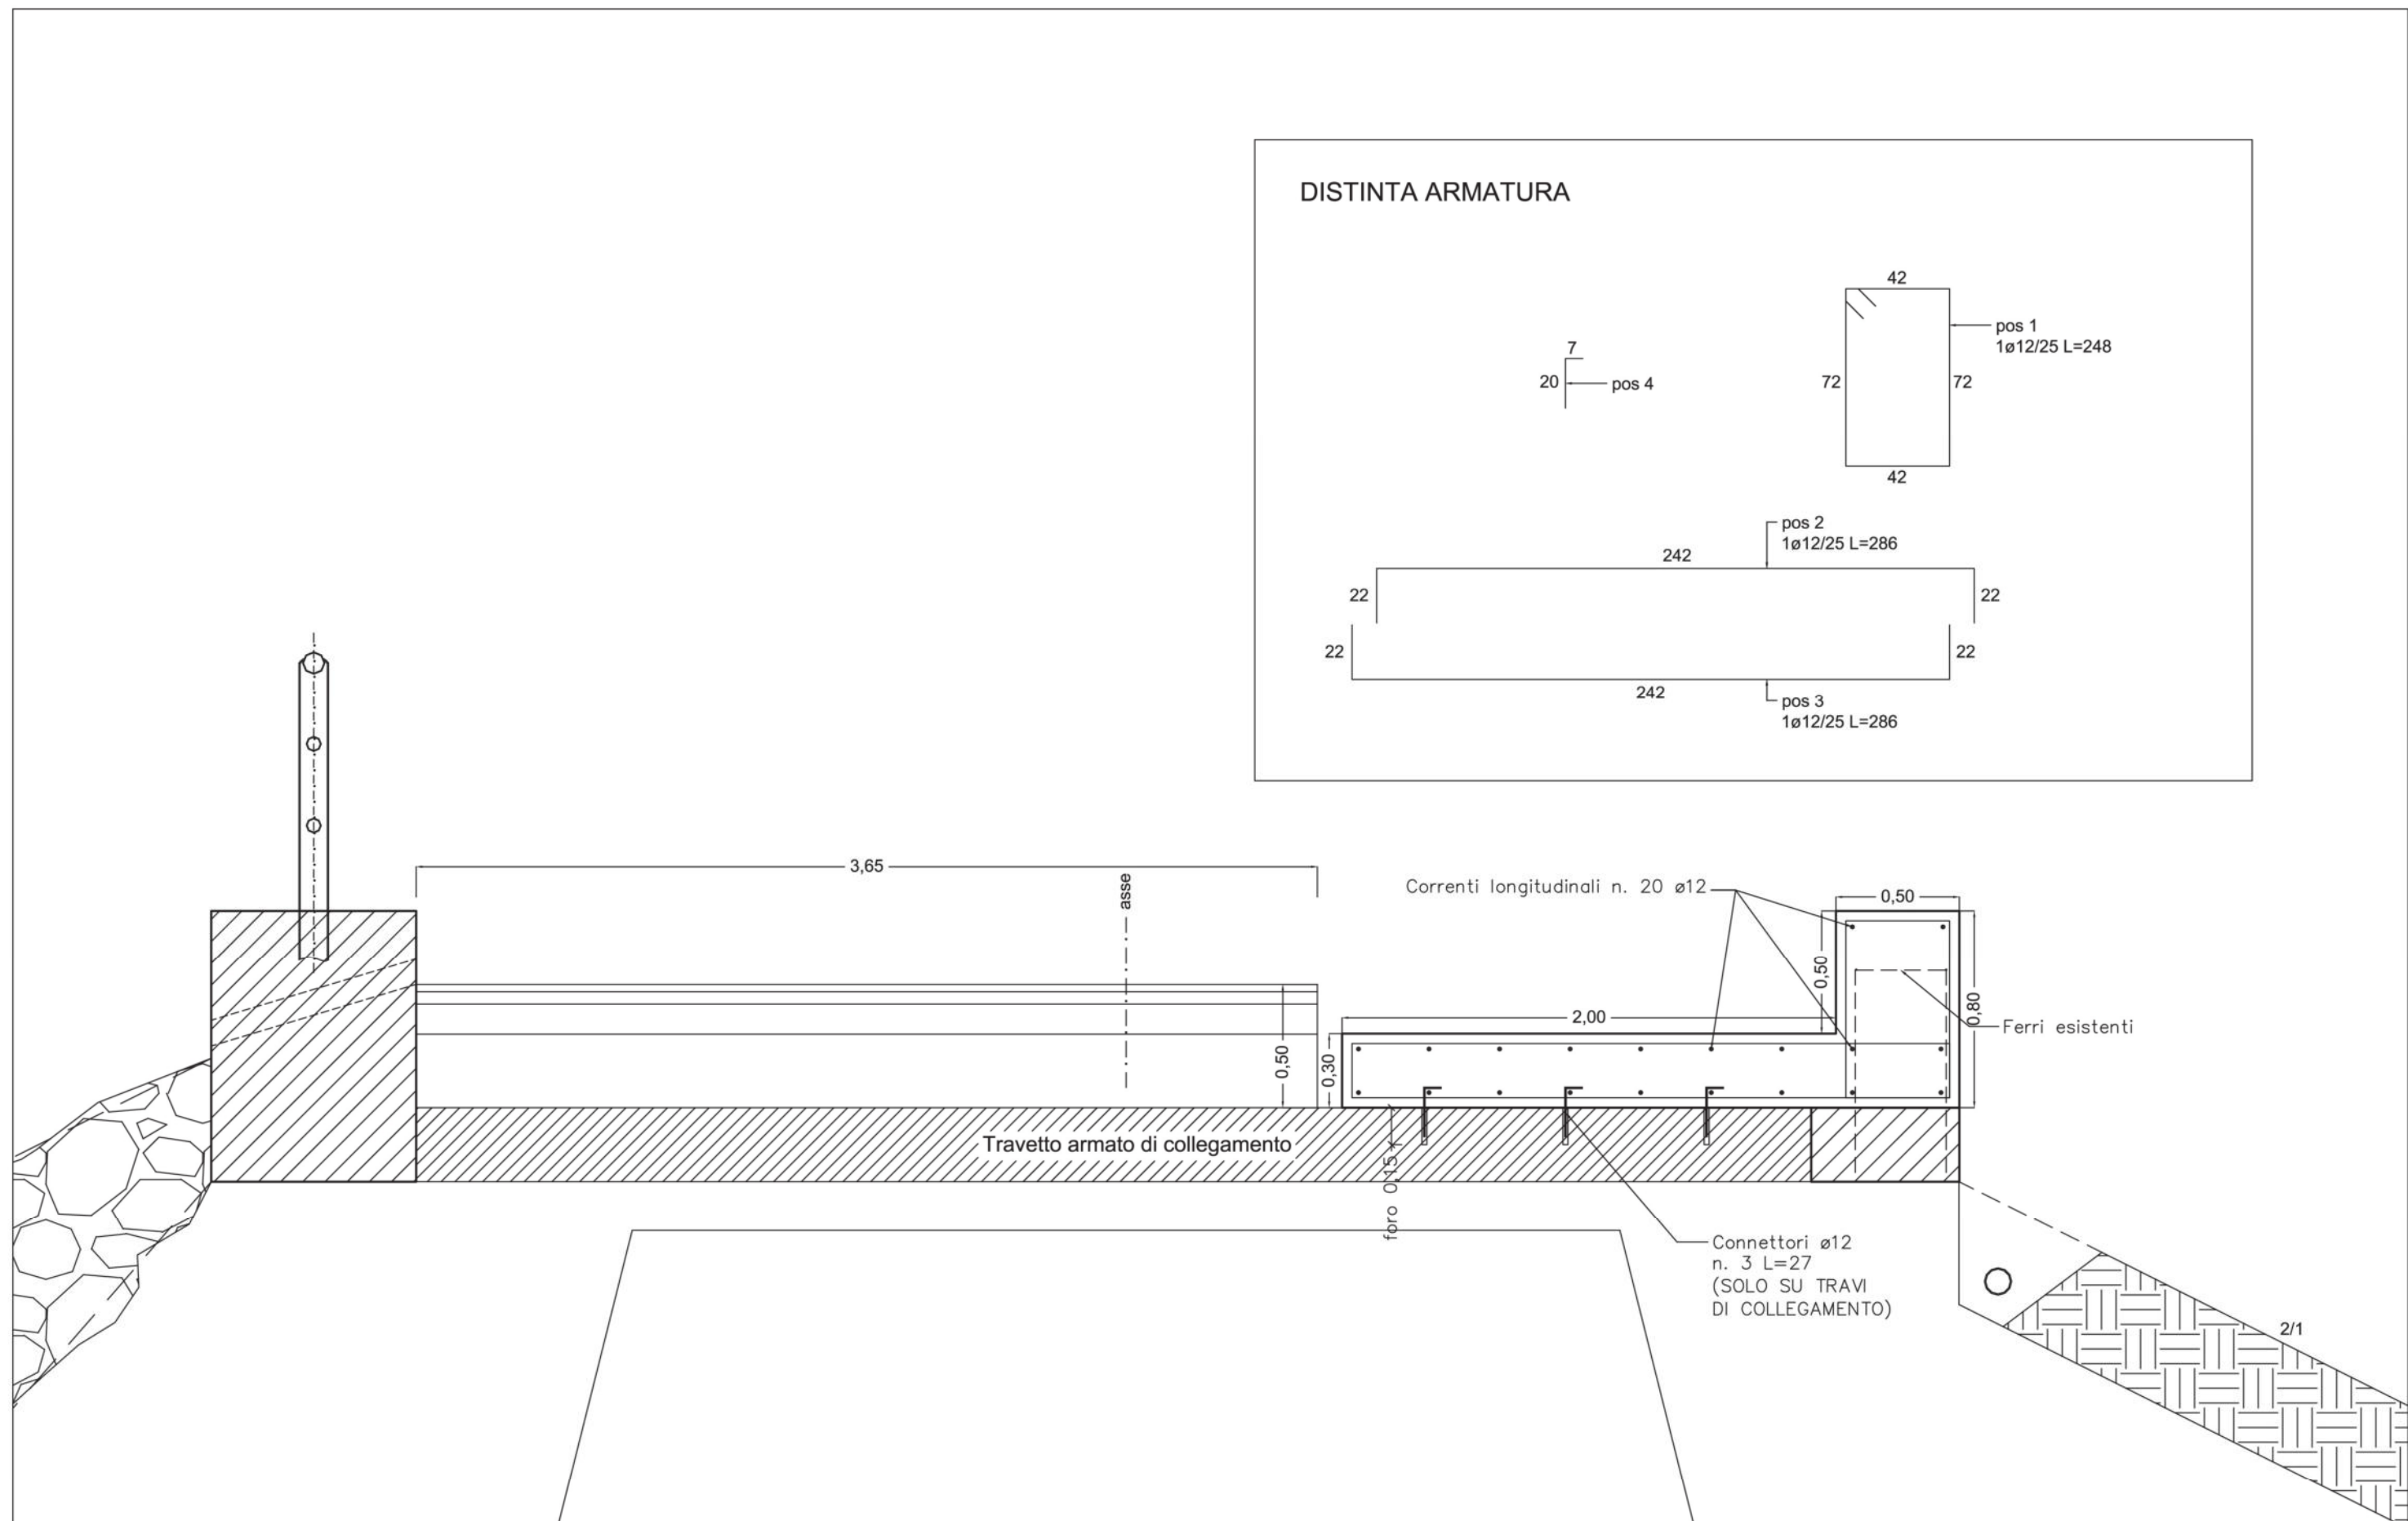 DISTINTA ARMATURA
42
pos 1
1ø12/25 L=248
7
20
pos 4
72
72
42
pos 2
1ø12/25 L=286
242
22
22
22
22
242
pos 3
1ø12/25 L=286
3,65
asse
Correnti longitudinali n. 20 ø12
0,50
0,50
0,80
2,00
Ferri esistenti
0,50
0,30
Travetto armato di collegamento
foro 0,15
Connettori ø12
n. 3 L=27
(SOLO SU TRAVI
DI COLLEGAMENTO)
2/1